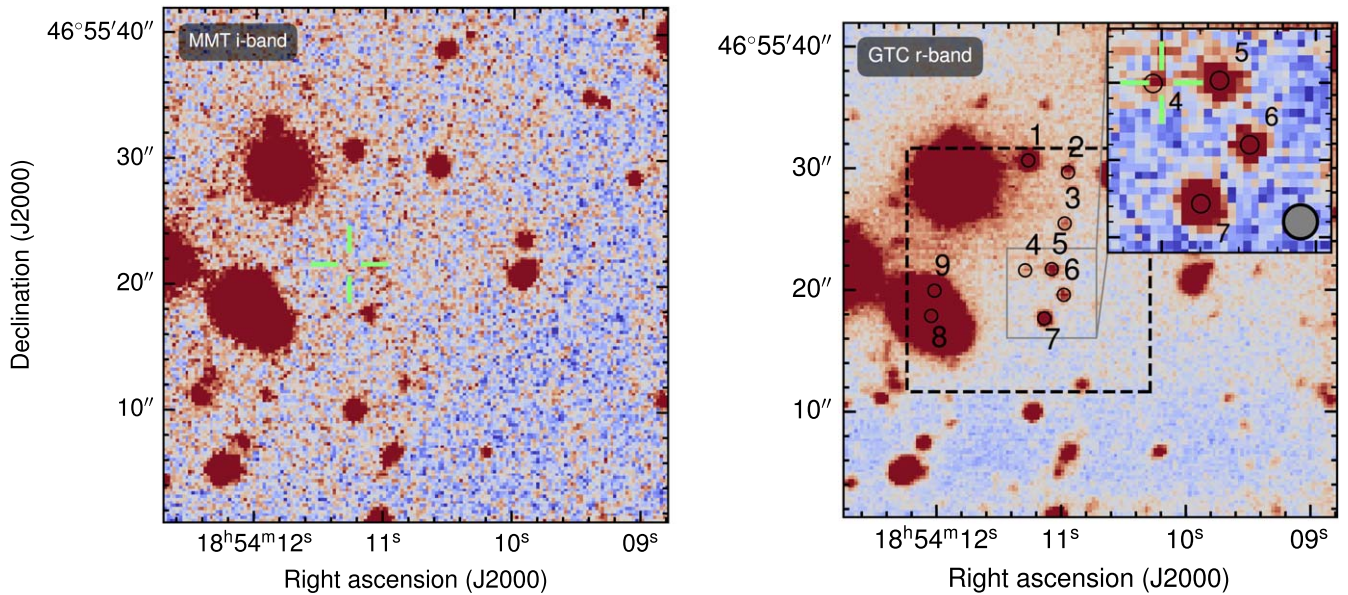 MMT i-band
46°55′40″
30″
20″
10″
Declination (J2000)
18ʰ54ᵐ12ˢ
11ˢ
10ˢ
09ˢ
Right ascension (J2000)
GTC r-band
46°55′40″
30″
20″
10″
1
2
3
4
5
6
7
8
9
4
5
6
7
18ʰ54ᵐ12ˢ
11ˢ
10ˢ
09ˢ
Right ascension (J2000)